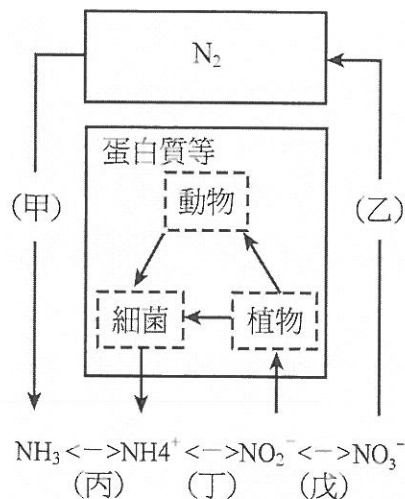 N₂
蛋白質等
動物
(甲)
(乙)
細菌
植物
NH₃<->NH4⁺<->NO₂⁻<->NO₃⁻
(丙) (丁) (戊)